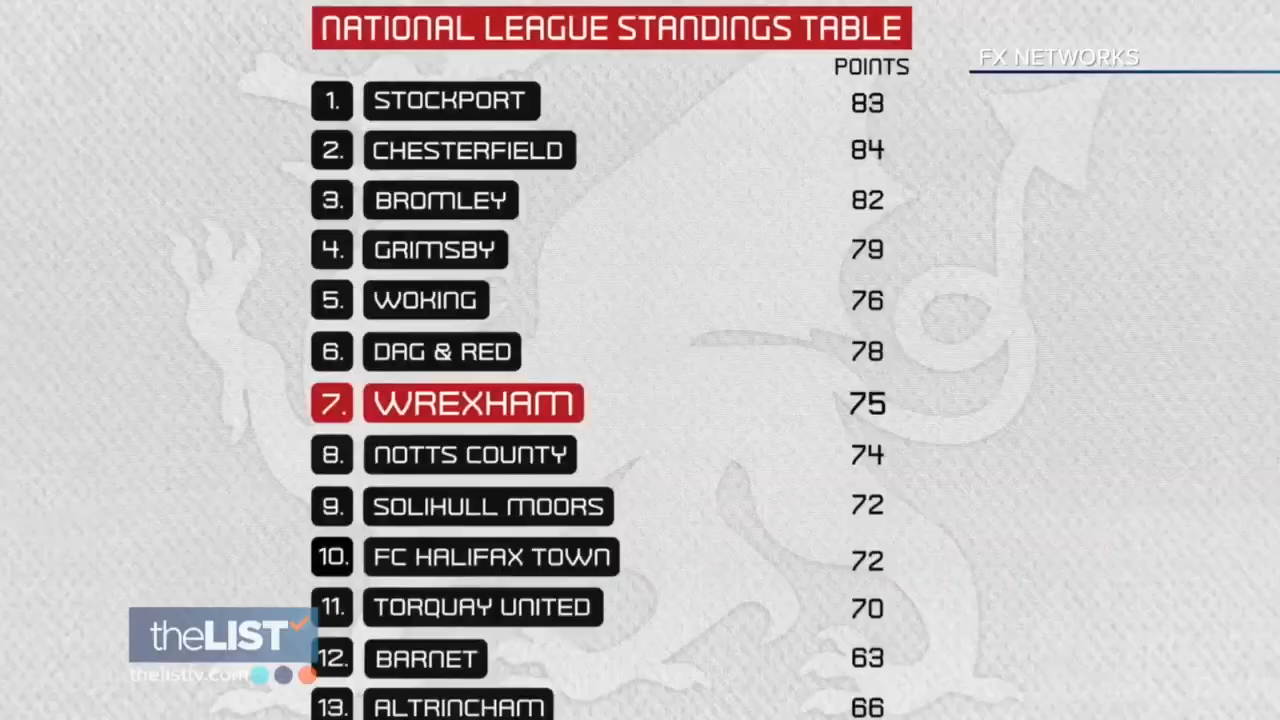 NATIONAL LEAGUE STANDINGS TABLE
FX NETWORKS
POINTS
1. STOCKPORT 83
2. CHESTERFIELD 84
3. BROMLEY 82
4. GRIMSBY 79
5. WOKING 76
6. DAG & RED 78
7. WREXHAM 75
8. NOTTS COUNTY 74
9. SOLIHULL MOORS 72
10. FC HALIFAX TOWN 72
11. TORQUAY UNITED 70
12. BARNET 63
13. ALTRINCHAM 66
theLIST
thelisttv.com